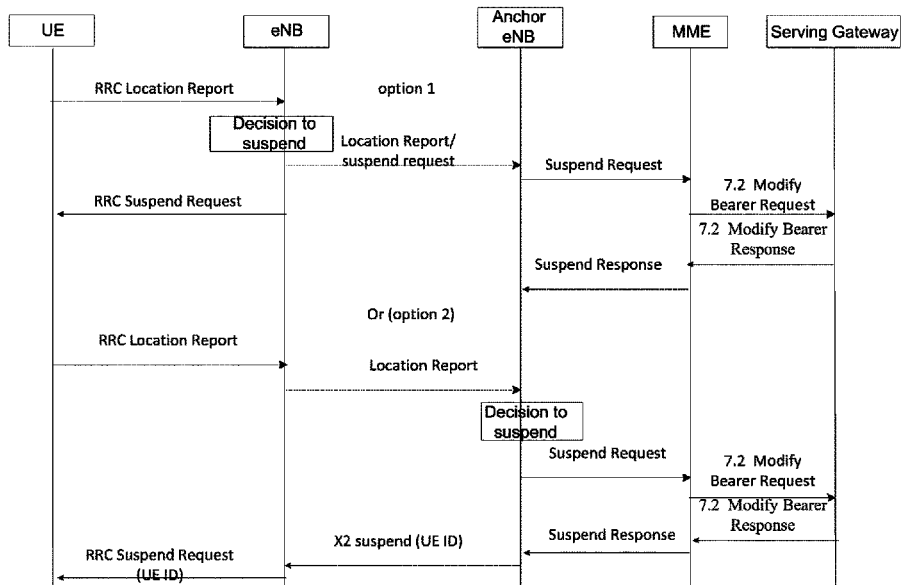 UE
eNB
Anchor
eNB
MME
Serving Gateway
RRC Location Report
option 1
Decision to
suspend
Location Report/
suspend request
Suspend Request
RRC Suspend Request
7.2 Modify
Bearer Request
7.2 Modify Bearer
Response
Suspend Response
Or (option 2)
RRC Location Report
Location Report
Decision to
suspend
Suspend Request
7.2 Modify
Bearer Request
7.2 Modify Bearer
Response
Suspend Response
X2 suspend (UE ID)
RRC Suspend Request
(UE ID)